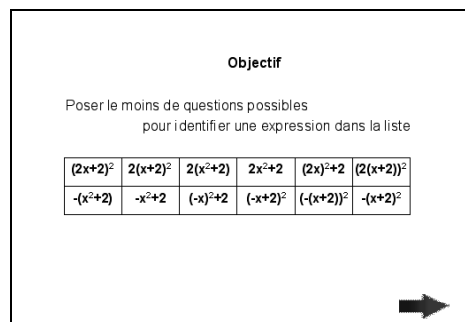 Objectif
Poser le moins de questions possibles
pour identifier une expression dans la liste
(2x+2)² 2(x+2)² 2(x²+2) 2x²+2 (2x)²+2 (2(x+2))²
-(x²+2) -x²+2 (-x)²+2 (-x+2)² (-(x+2))² -(x+2)²